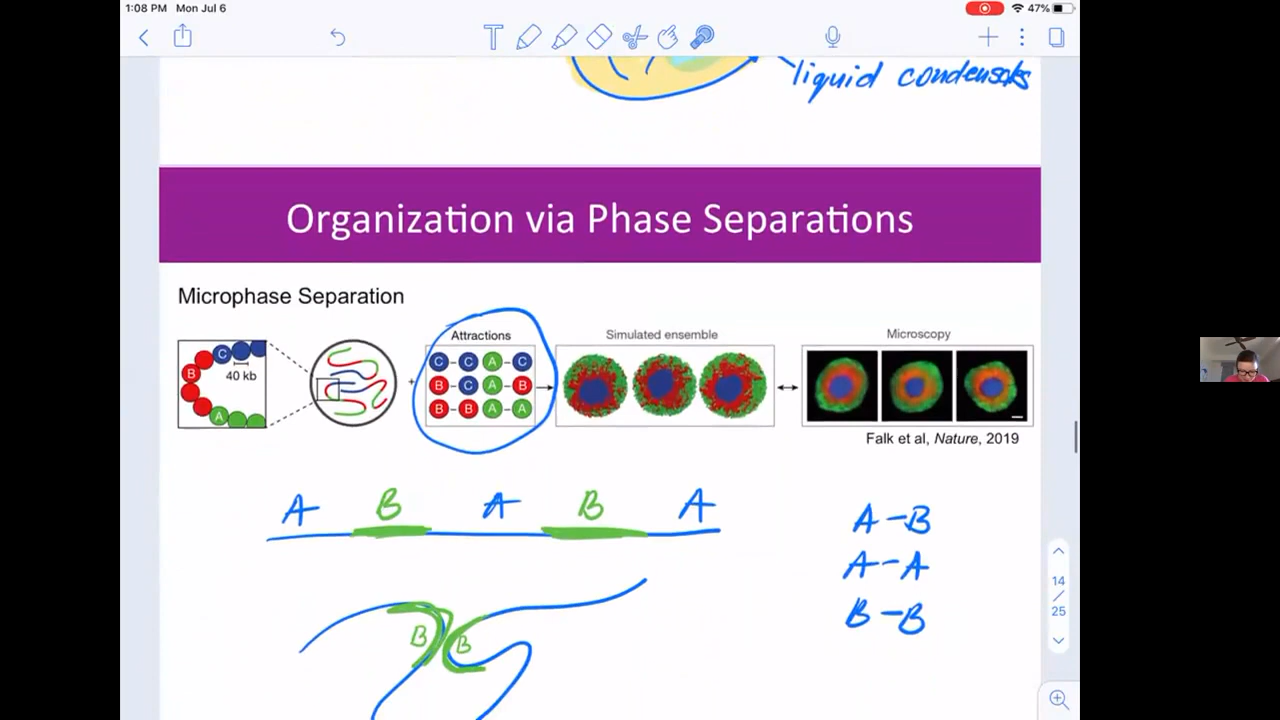 1:08 PM Mon Jul 6
47%
liquid condensates
Organization via Phase Separations
Microphase Separation
Attractions
Simulated ensemble
Microscopy
C
B
40 kb
A
C - C A - C
B - C A - B
B - B A - A
Falk et al, Nature, 2019
A B A B A
A - B
A - A
B - B
B B
14
/
25
T